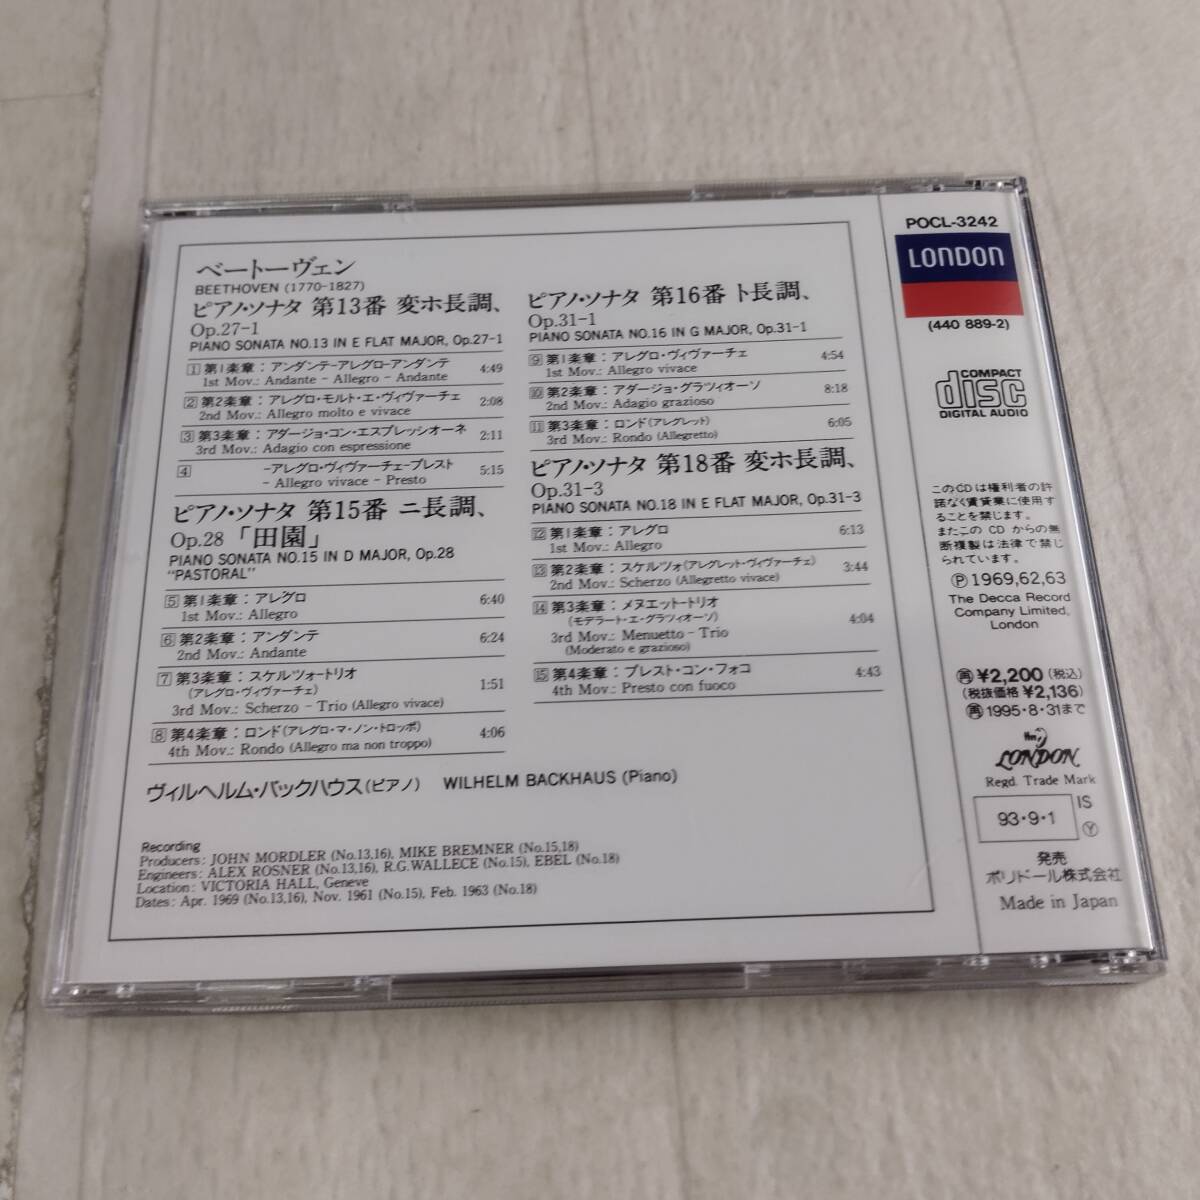 ベートーヴェン
BEETHOVEN (1770-1827)
ピアノ・ソナタ 第13番 変ホ長調、
Op.27-1
PIANO SONATA NO.13 IN E FLAT MAJOR, Op.27-1
1 第1楽章：アンダンテ−アレグロ−アンダンテ 4:49
1st Mov.: Andante - Allegro - Andante
2 第2楽章：アレグロ・モルト・エ・ヴィヴァーチェ 2:08
2nd Mov.: Allegro molto e vivace
3 第3楽章：アダージョ・コン・エスプレッシオーネ 2:11
3rd Mov.: Adagio con espressione
4 −アレグロ・ヴィヴァーチェ−プレスト 5:15
- Allegro vivace - Presto
ピアノ・ソナタ 第15番 ニ長調、
Op.28 「田園」
PIANO SONATA NO.15 IN D MAJOR, Op.28
"PASTORAL"
5 第1楽章：アレグロ 6:40
1st Mov.: Allegro
6 第2楽章：アンダンテ 6:24
2nd Mov.: Andante
7 第3楽章：スケルツォ−トリオ
(アレグロ・ヴィヴァーチェ) 1:51
3rd Mov.: Scherzo - Trio (Allegro vivace)
8 第4楽章：ロンド(アレグロ・マ・ノン・トロッポ) 4:06
4th Mov.: Rondo (Allegro ma non troppo)
ピアノ・ソナタ 第16番 ト長調、
Op.31-1
PIANO SONATA NO.16 IN G MAJOR, Op.31-1
9 第1楽章：アレグロ・ヴィヴァーチェ 4:54
1st Mov.: Allegro vivace
10 第2楽章：アダージョ・グラツィオーソ 8:18
2nd Mov.: Adagio grazioso
11 第3楽章：ロンド(アレグレット) 6:05
3rd Mov.: Rondo (Allegretto)
ピアノ・ソナタ 第18番 変ホ長調、
Op.31-3
PIANO SONATA NO.18 IN E FLAT MAJOR, Op.31-3
12 第1楽章：アレグロ 6:13
1st Mov.: Allegro
13 第2楽章：スケルツォ(アレグレット・ヴィヴァーチェ) 3:44
2nd Mov.: Scherzo (Allegretto vivace)
14 第3楽章：メヌエット−トリオ
(モデラート・エ・グラツィオーソ) 4:04
3rd Mov.: Menuetto - Trio
(Moderato e grazioso)
15 第4楽章：プレスト・コン・フォコ 4:43
4th Mov.: Presto con fuoco
ヴィルヘルム・バックハウス(ピアノ) WILHELM BACKHAUS (Piano)
Recording
Producers: JOHN MORDLER (No.13,16), MIKE BREMNER (No.15,18)
Engineers: ALEX ROSNER (No.13,16), R.G.WALLECE (No.15), EBEL (No.18)
Location: VICTORIA HALL, Geneve
Dates: Apr. 1969 (No.13,16), Nov. 1961 (No.15), Feb. 1963 (No.18)
POCL-3242
LONDON
(440 889-2)
COMPACT
disc
DIGITAL AUDIO
このCDは権利者の許
諾なく賃貸業に使用す
ることを禁じます。
またこの CD からの無
断複製は法律で禁じ
られています。
Ⓟ 1969,62,63
The Decca Record
Company Limited,
London
再 ¥2,200 (税込)
(税抜価格 ¥2,136)
再 1995・8・31まで
LONDON
Regd. Trade Mark
93・9・1 IS
Ⓨ
発売
ポリドール株式会社
Made in Japan